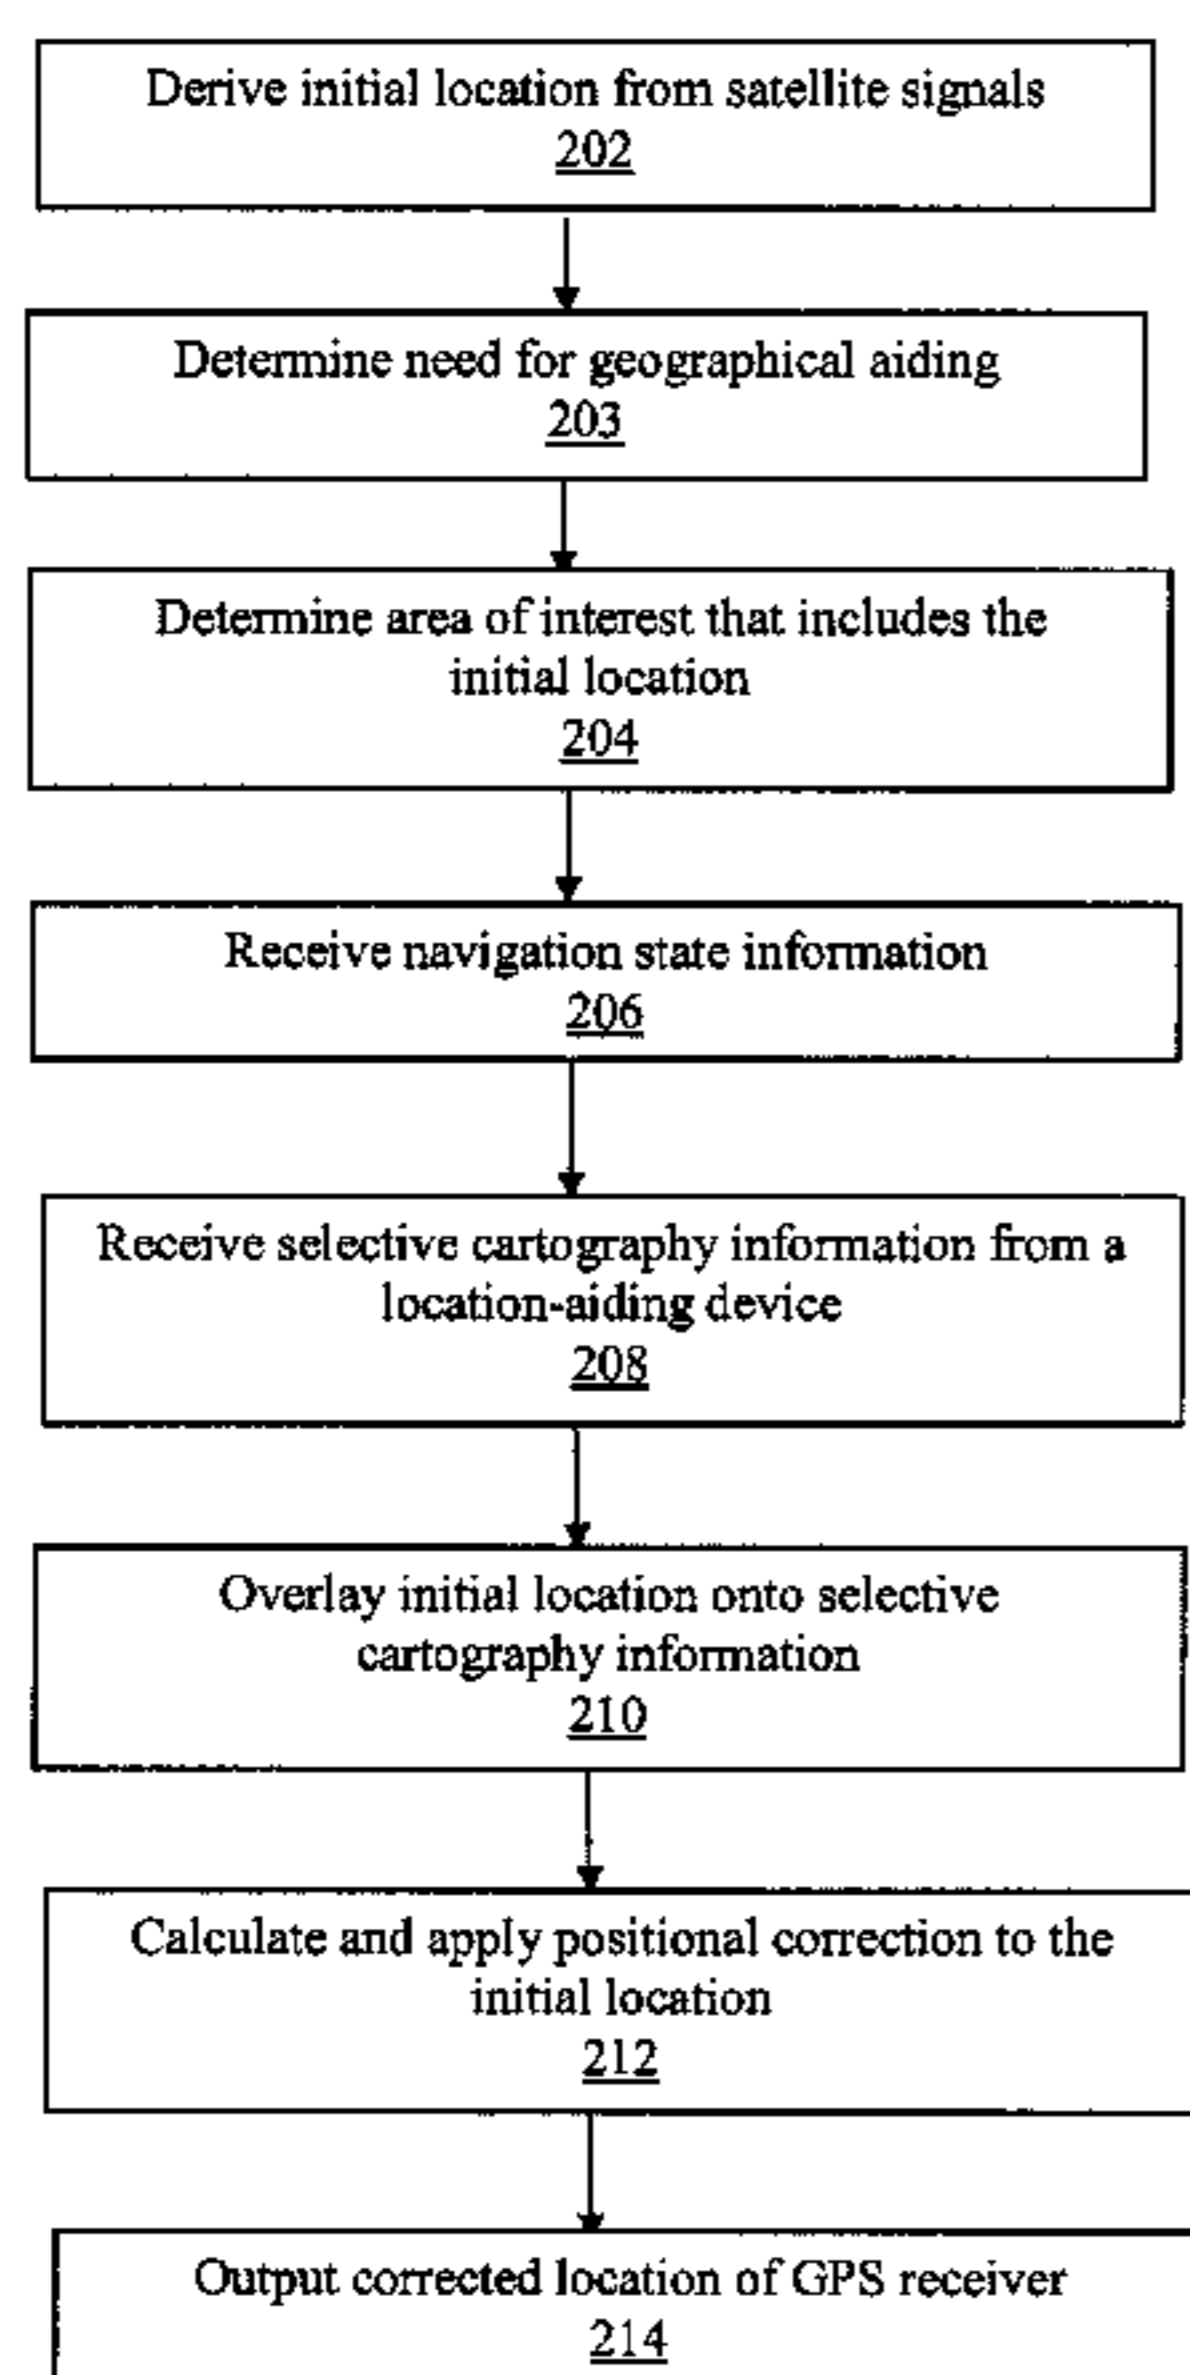 Derive initial location from satellite signals
202
Determine need for geographical aiding
203
Determine area of interest that includes the
initial location
204
Receive navigation state information
206
Receive selective cartography information from a
location-aiding device
208
Overlay initial location onto selective
cartography information
210
Calculate and apply positional correction to the
initial location
212
Output corrected location of GPS receiver
214